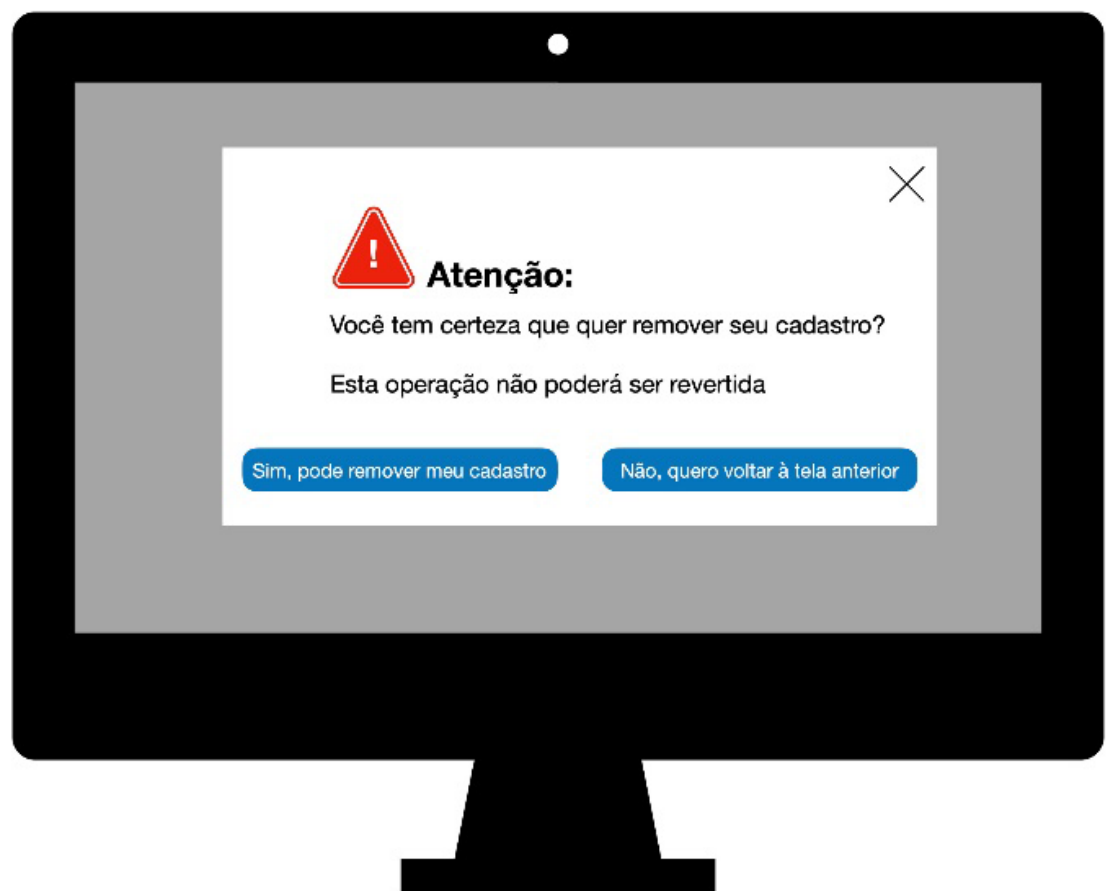 !
Atenção:
Você tem certeza que quer remover seu cadastro?
Esta operação não poderá ser revertida
Sim, pode remover meu cadastro
Não, quero voltar à tela anterior